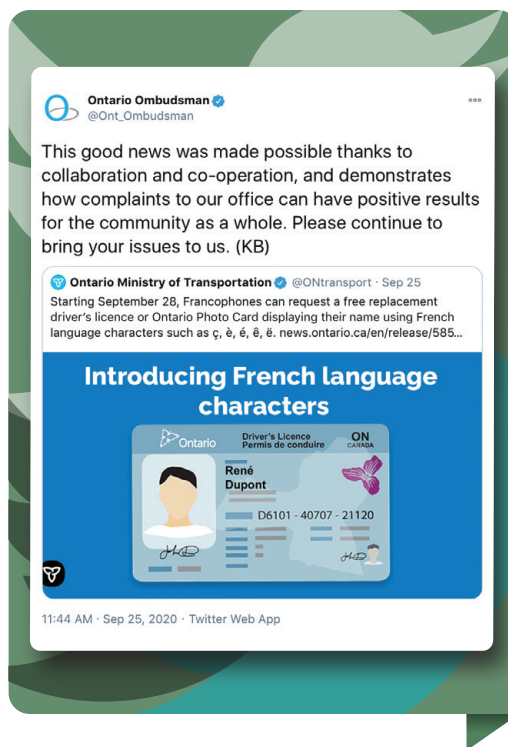 Ontario Ombudsman
@Ont_Ombudsman
This good news was made possible thanks to
collaboration and co-operation, and demonstrates
how complaints to our office can have positive results
for the community as a whole. Please continue to
bring your issues to us. (KB)
Ontario Ministry of Transportation @ONtransport · Sep 25
Starting September 28, Francophones can request a free replacement
driver's licence or Ontario Photo Card displaying their name using French
language characters such as ç, è, é, ê, ë. news.ontario.ca/en/release/585...
Introducing French language
characters
Ontario
Driver's Licence
Permis de conduire
ON
CANADA
René
Dupont
D6101 - 40707 - 21120
11:44 AM · Sep 25, 2020 · Twitter Web App